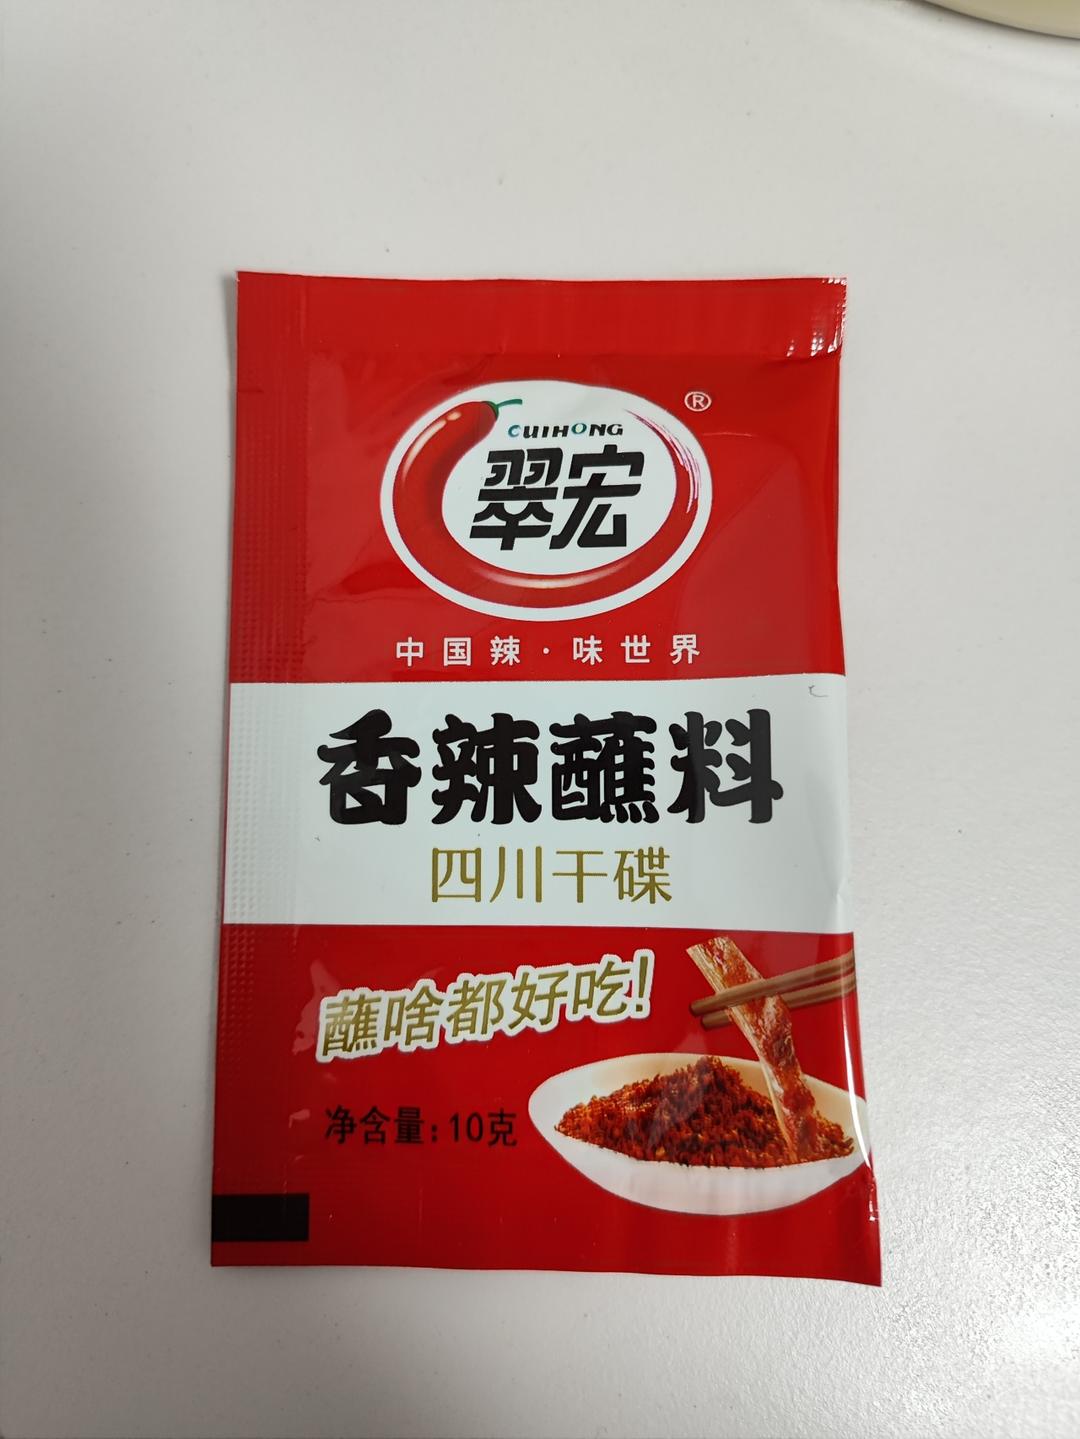 CUIHONG
®
翠宏
中国辣·味世界
香辣蘸料
四川干碟
蘸啥都好吃!
净含量:10克